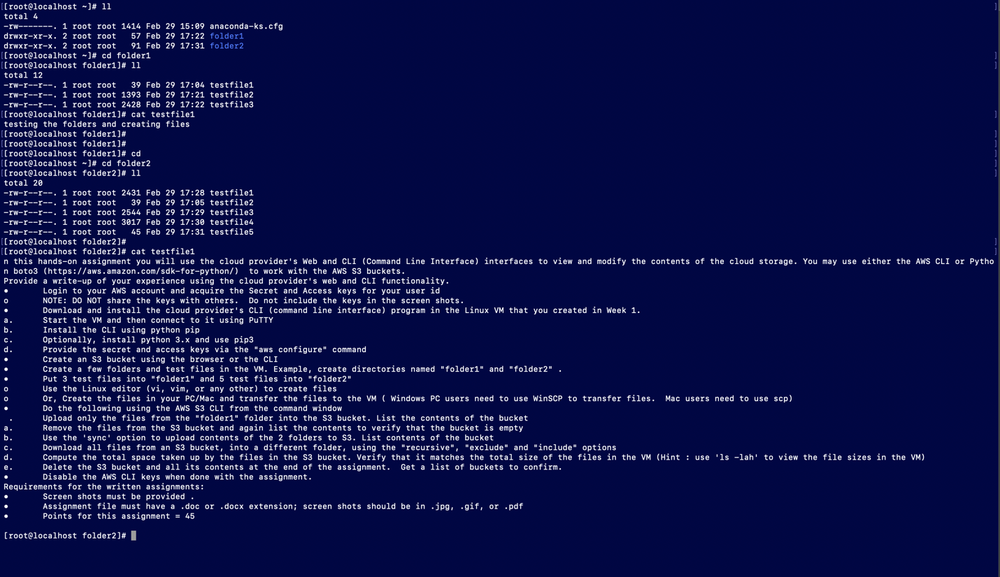 [root@localhost ~]# ll
total 4
-rw-------. 1 root root 1414 Feb 29 15:09 anaconda-ks.cfg
drwxr-xr-x. 2 root root   57 Feb 29 17:22 folder1
drwxr-xr-x. 2 root root   91 Feb 29 17:31 folder2
[root@localhost ~]# cd folder1
[root@localhost folder1]# ll
total 12
-rw-r--r--. 1 root root   39 Feb 29 17:04 testfile1
-rw-r--r--. 1 root root 1393 Feb 29 17:21 testfile2
-rw-r--r--. 1 root root 2428 Feb 29 17:22 testfile3
[root@localhost folder1]# cat testfile1
testing the folders and creating files
[root@localhost folder1]#
[root@localhost folder1]#
[root@localhost folder1]# cd
[root@localhost ~]# cd folder2
[root@localhost folder2]# ll
total 20
-rw-r--r--. 1 root root 2431 Feb 29 17:28 testfile1
-rw-r--r--. 1 root root   39 Feb 29 17:05 testfile2
-rw-r--r--. 1 root root 2544 Feb 29 17:29 testfile3
-rw-r--r--. 1 root root 3017 Feb 29 17:30 testfile4
-rw-r--r--. 1 root root   45 Feb 29 17:31 testfile5
[root@localhost folder2]#
[root@localhost folder2]# cat testfile1
n this hands-on assignment you will use the cloud provider's Web and CLI (Command Line Interface) interfaces to view and modify the contents of the cloud storage. You may use either the AWS CLI or Pytho
n boto3 (https://aws.amazon.com/sdk-for-python/)  to work with the AWS S3 buckets.
Provide a write-up of your experience using the cloud provider's web and CLI functionality.
•       Login to your AWS account and acquire the Secret and Access keys for your user id
o       NOTE: DO NOT share the keys with others.  Do not include the keys in the screen shots.
•       Download and install the cloud provider's CLI (command line interface) program in the Linux VM that you created in Week 1.
a.      Start the VM and then connect to it using PuTTY
b.      Install the CLI using python pip
c.      Optionally, install python 3.x and use pip3
d.      Provide the secret and access keys via the "aws configure" command
•       Create an S3 bucket using the browser or the CLI
•       Create a few folders and test files in the VM. Example, create directories named "folder1" and "folder2" .
•       Put 3 test files into "folder1" and 5 test files into "folder2"
o       Use the Linux editor (vi, vim, or any other) to create files
o       Or, Create the files in your PC/Mac and transfer the files to the VM ( Windows PC users need to use WinSCP to transfer files.  Mac users need to use scp)
•       Do the following using the AWS S3 CLI from the command window
 .      Upload only the files from the "folder1" folder into the S3 bucket. List the contents of the bucket
a.      Remove the files from the S3 bucket and again list the contents to verify that the bucket is empty
b.      Use the 'sync' option to upload contents of the 2 folders to S3. List contents of the bucket
c.      Download all files from an S3 bucket, into a different folder, using the "recursive", "exclude" and "include" options
d.      Compute the total space taken up by the files in the S3 bucket. Verify that it matches the total size of the files in the VM (Hint : use 'ls -lah' to view the file sizes in the VM)
e.      Delete the S3 bucket and all its contents at the end of the assignment.  Get a list of buckets to confirm.
•       Disable the AWS CLI keys when done with the assignment.
Requirements for the written assignments:
•       Screen shots must be provided .
•       Assignment file must have a .doc or .docx extension; screen shots should be in .jpg, .gif, or .pdf
•       Points for this assignment = 45
[root@localhost folder2]#